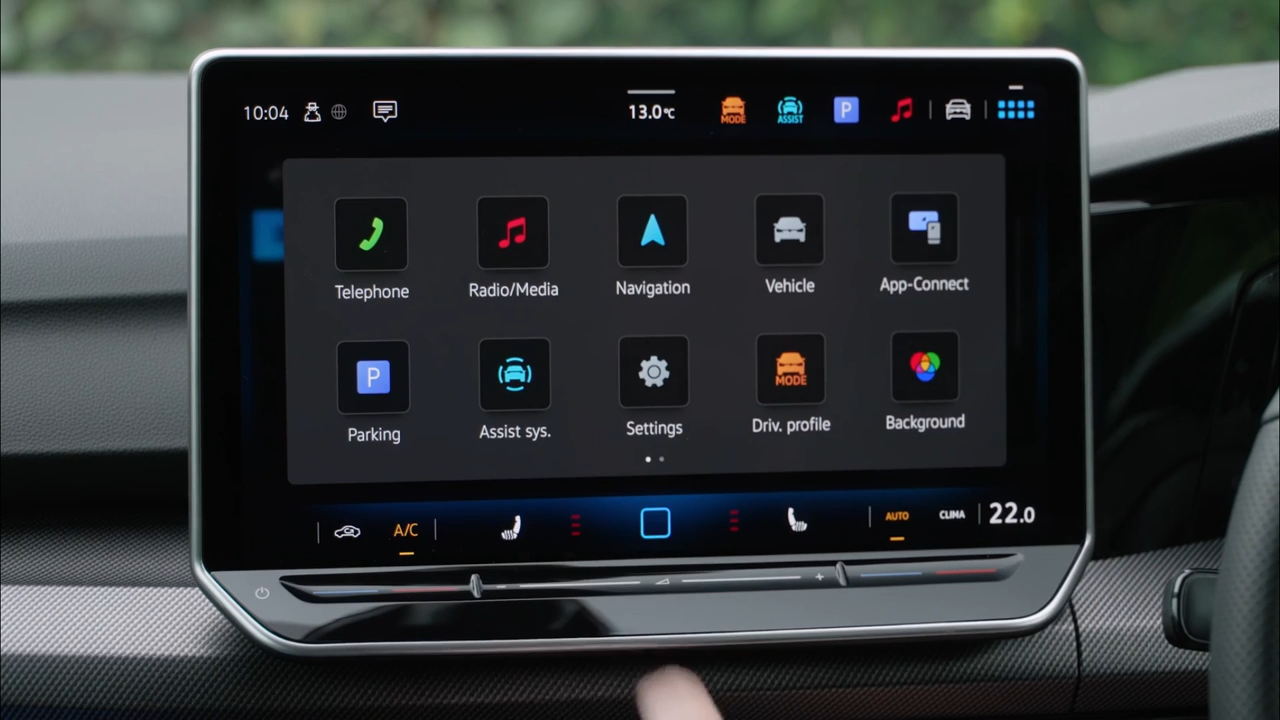 10:04
13.0°C
MODE
ASSIST
P
Telephone
Radio/Media
Navigation
Vehicle
App-Connect
P
MODE
Parking
Assist sys.
Settings
Driv. profile
Background
A/C
AUTO
CLIMA
22.0